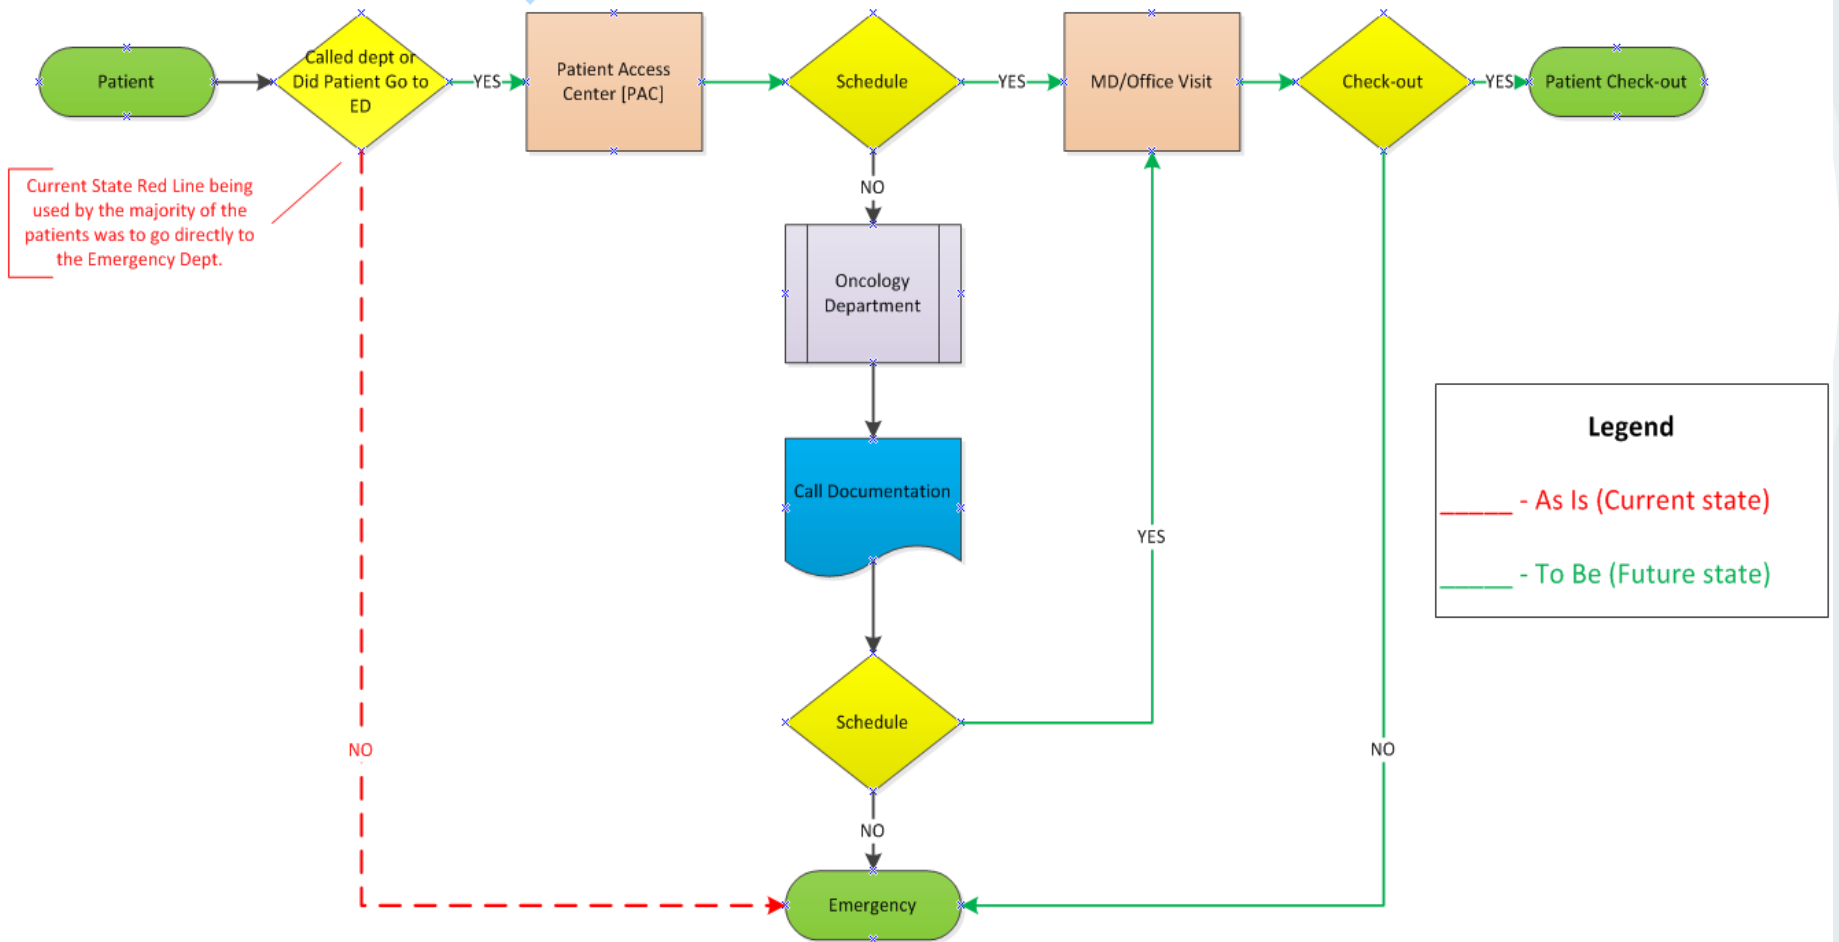 Patient
Called dept or
Did Patient Go to
ED
YES
Patient Access
Center [PAC]
Schedule
YES
MD/Office Visit
Check-out
YES
Patient Check-out
Current State Red Line being
used by the majority of the
patients was to go directly to
the Emergency Dept.
NO
Oncology
Department
Call Documentation
YES
Schedule
NO
NO
NO
Emergency
Legend
_____ - As Is (Current state)
_____ - To Be (Future state)